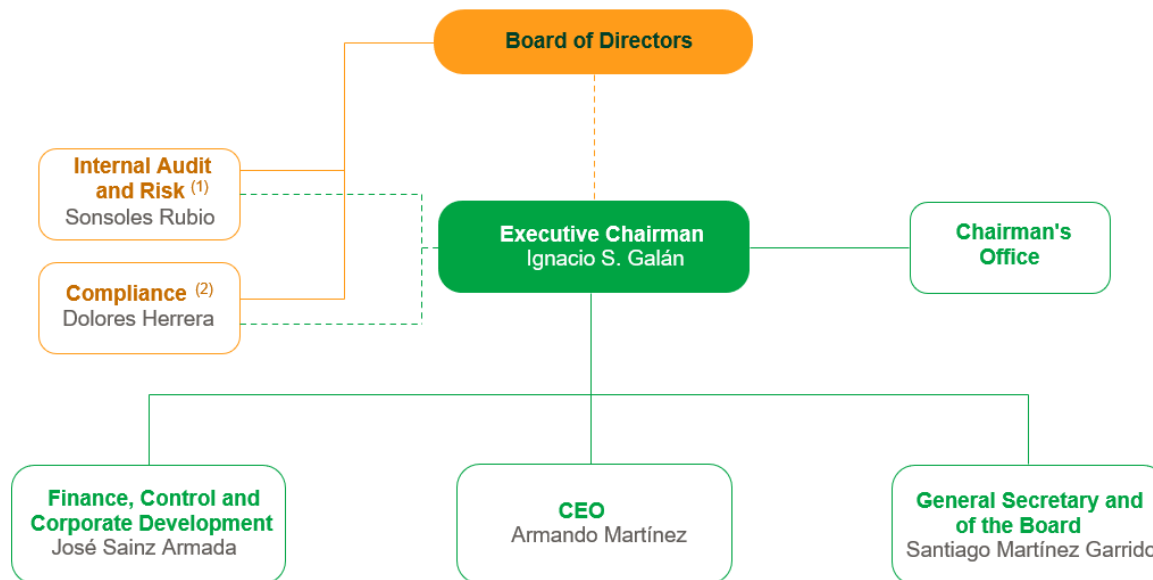 Board of Directors
Internal Audit
and Risk (1)
Sonsoles Rubio
Executive Chairman
Ignacio S. Galán
Chairman's
Office
Compliance (2)
Dolores Herrera
Finance, Control and
Corporate Development
José Sainz Armada
CEO
Armando Martínez
General Secretary and
of the Board
Santiago Martínez Garrido